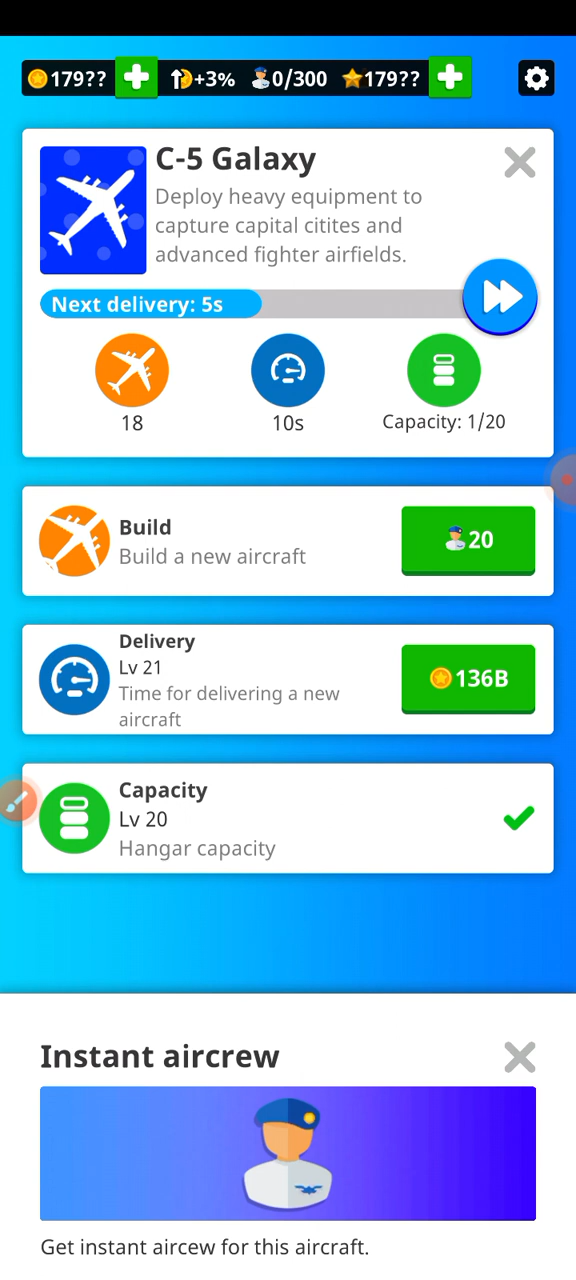 179?? +3% 0/300 179??
C-5 Galaxy
Deploy heavy equipment to
capture capital citites and
advanced fighter airfields.
Next delivery: 5s
18 10s Capacity: 1/20
Build
Build a new aircraft
20
Delivery
Lv 21
Time for delivering a new
aircraft
136B
Capacity
Lv 20
Hangar capacity
Instant aircrew
Get instant aircew for this aircraft.